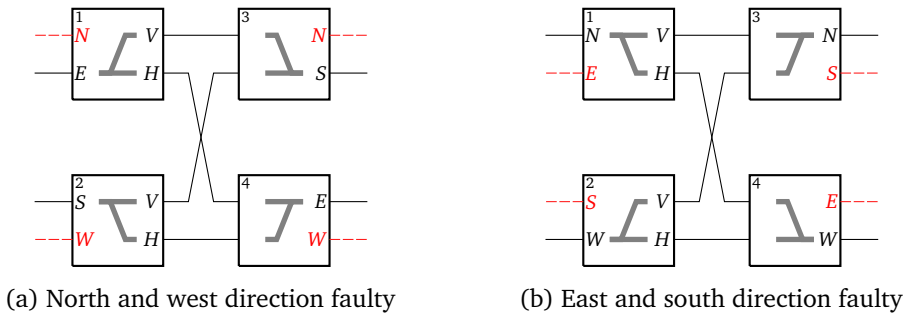 1
N V
E H
3
N
S
2
S V
W H
4
E
W
(a) North and west direction faulty
1
N V
E H
3
N
S
2
S V
W H
4
E
W
(b) East and south direction faulty